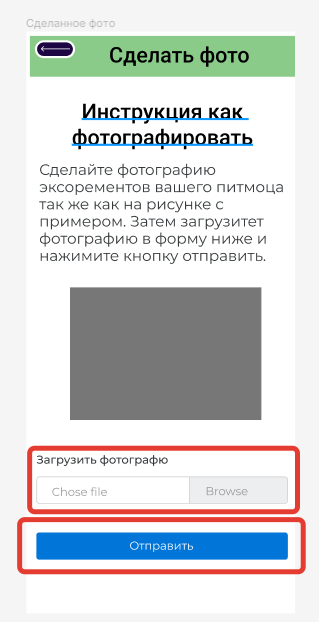 Сделанное фото
Сделать фото
Инструкция как
фотографировать
Сделайте фотографию
эксорементов вашего питмоца
так же как на рисунке с
примером. Затем загрузитет
фотографию в форму ниже и
нажимите кнопку отправить.
Загрузить фотографю
Chose file
Browse
Отправить